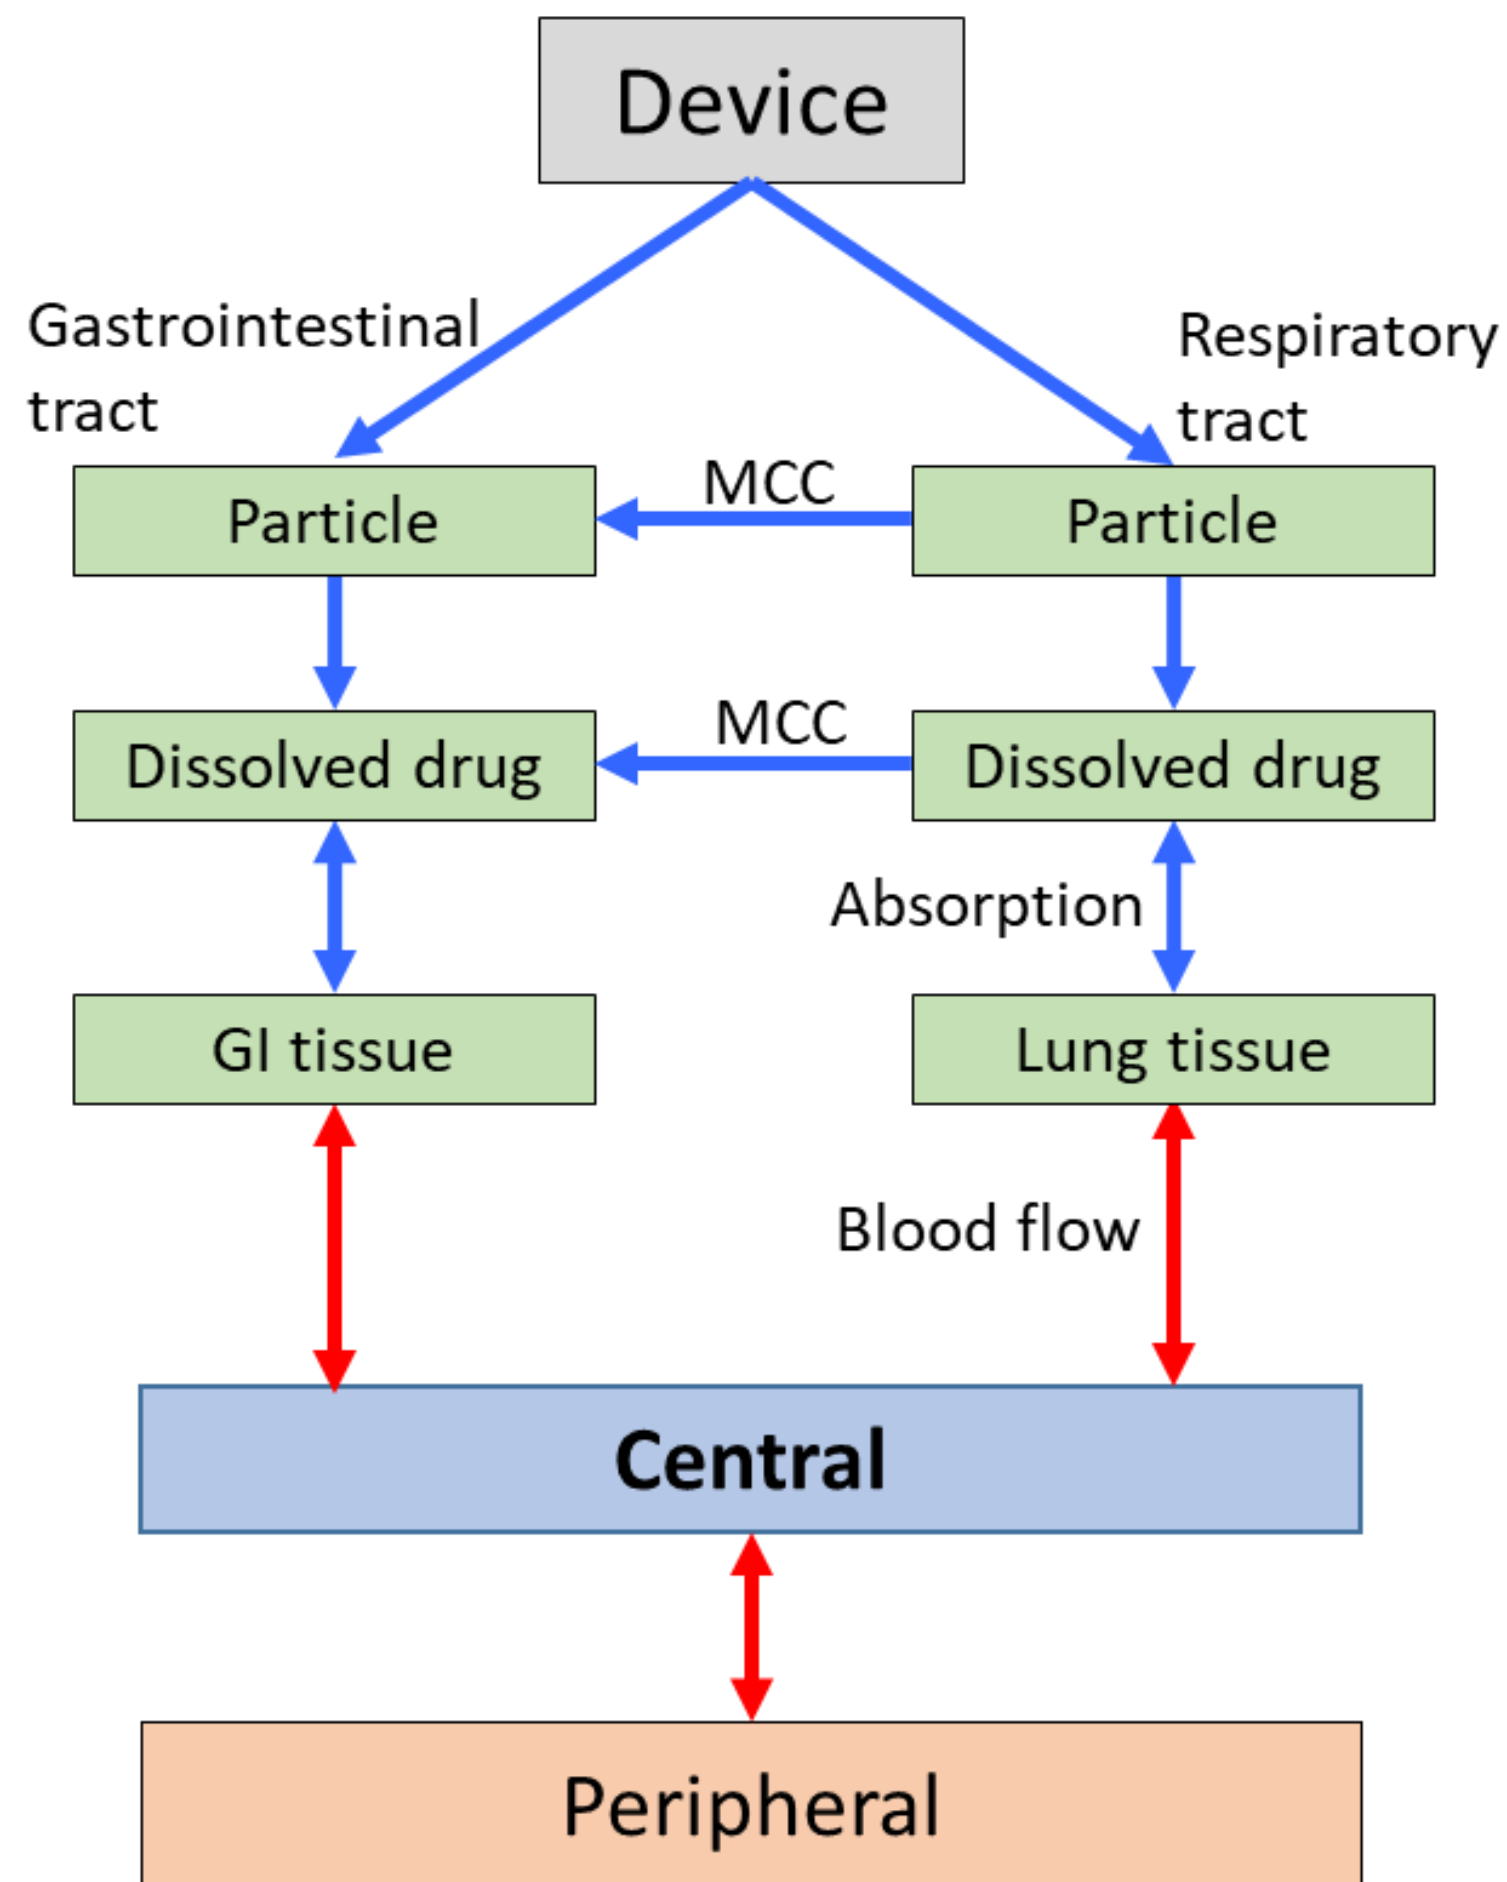 Device
Gastrointestinal
tract
Respiratory
tract
Particle
MCC
Particle
Dissolved drug
MCC
Dissolved drug
Absorption
GI tissue
Lung tissue
Blood flow
Central
Peripheral